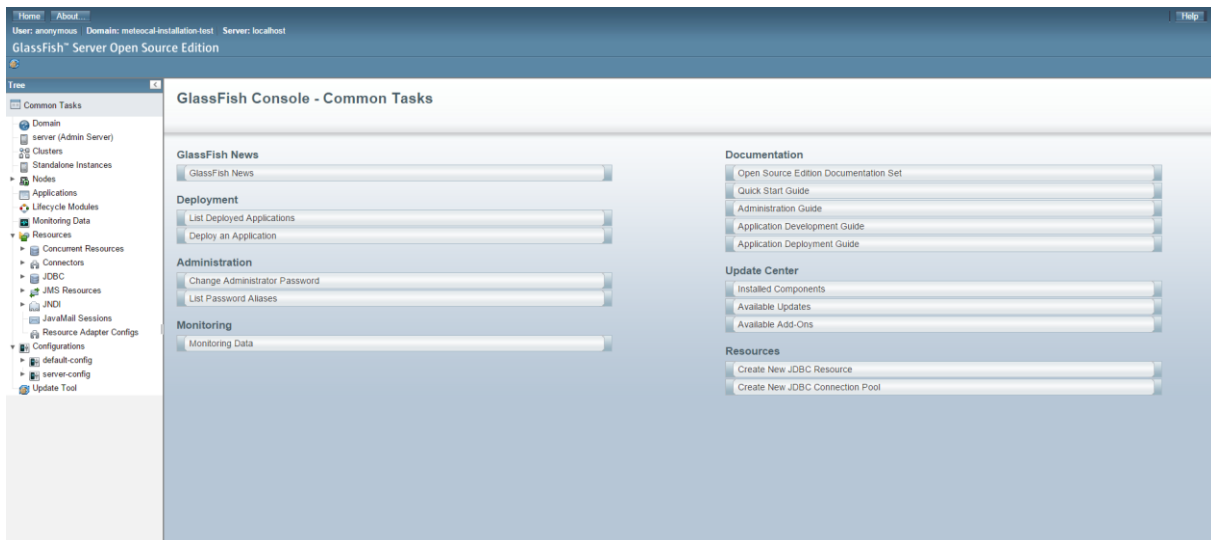 Home About...
Help
User: anonymous Domain: meteocal-installation-test Server: localhost
GlassFish™ Server Open Source Edition
Tree
Common Tasks
Domain
server (Admin Server)
Clusters
Standalone Instances
Nodes
Applications
Lifecycle Modules
Monitoring Data
Resources
Concurrent Resources
Connectors
JDBC
JMS Resources
JNDI
JavaMail Sessions
Resource Adapter Configs
Configurations
default-config
server-config
Update Tool
GlassFish Console - Common Tasks
GlassFish News
GlassFish News
Deployment
List Deployed Applications
Deploy an Application
Administration
Change Administrator Password
List Password Aliases
Monitoring
Monitoring Data
Documentation
Open Source Edition Documentation Set
Quick Start Guide
Administration Guide
Application Development Guide
Application Deployment Guide
Update Center
Installed Components
Available Updates
Available Add-Ons
Resources
Create New JDBC Resource
Create New JDBC Connection Pool